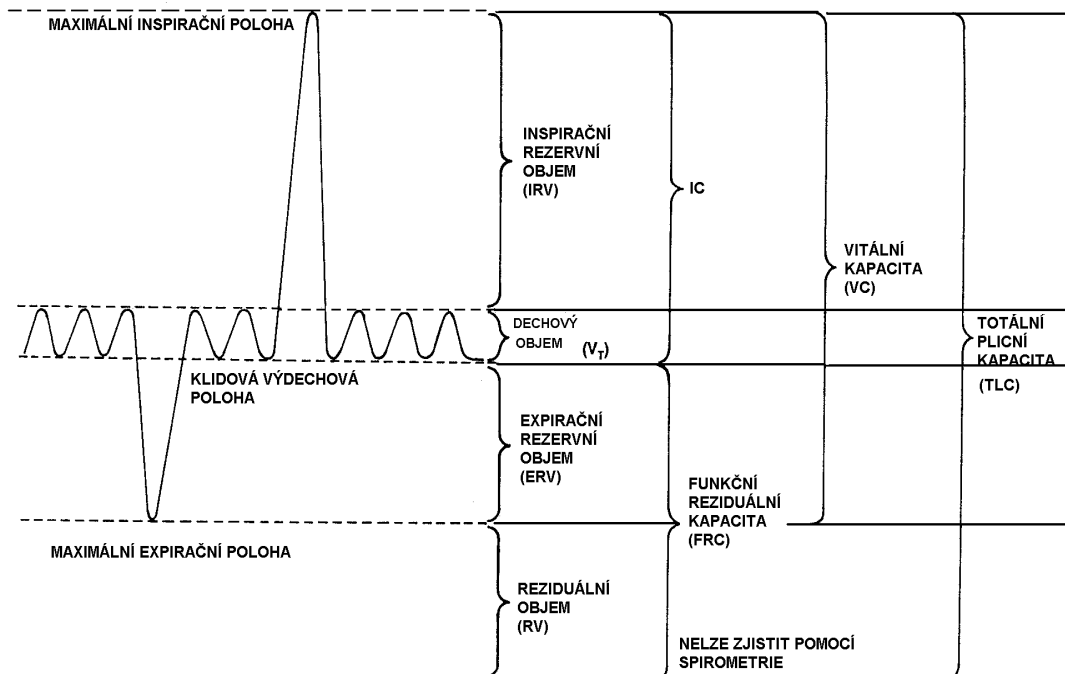 MAXIMÁLNÍ INSPIRAČNÍ POLOHA
INSPIRAČNÍ
REZERVNÍ
OBJEM
(IRV)
IC
VITÁLNÍ
KAPACITA
(VC)
DECHOVÝ
OBJEM (VT)
TOTÁLNÍ
PLICNÍ
KAPACITA
(TLC)
KLIDOVÁ VÝDECHOVÁ
POLOHA
EXPIRAČNÍ
REZERVNÍ
OBJEM
(ERV)
FUNKČNÍ
REZIDUÁLNÍ
KAPACITA
(FRC)
MAXIMÁLNÍ EXPIRAČNÍ POLOHA
REZIDUÁLNÍ
OBJEM
(RV)
NELZE ZJISTIT POMOCÍ
SPIROMETRIE